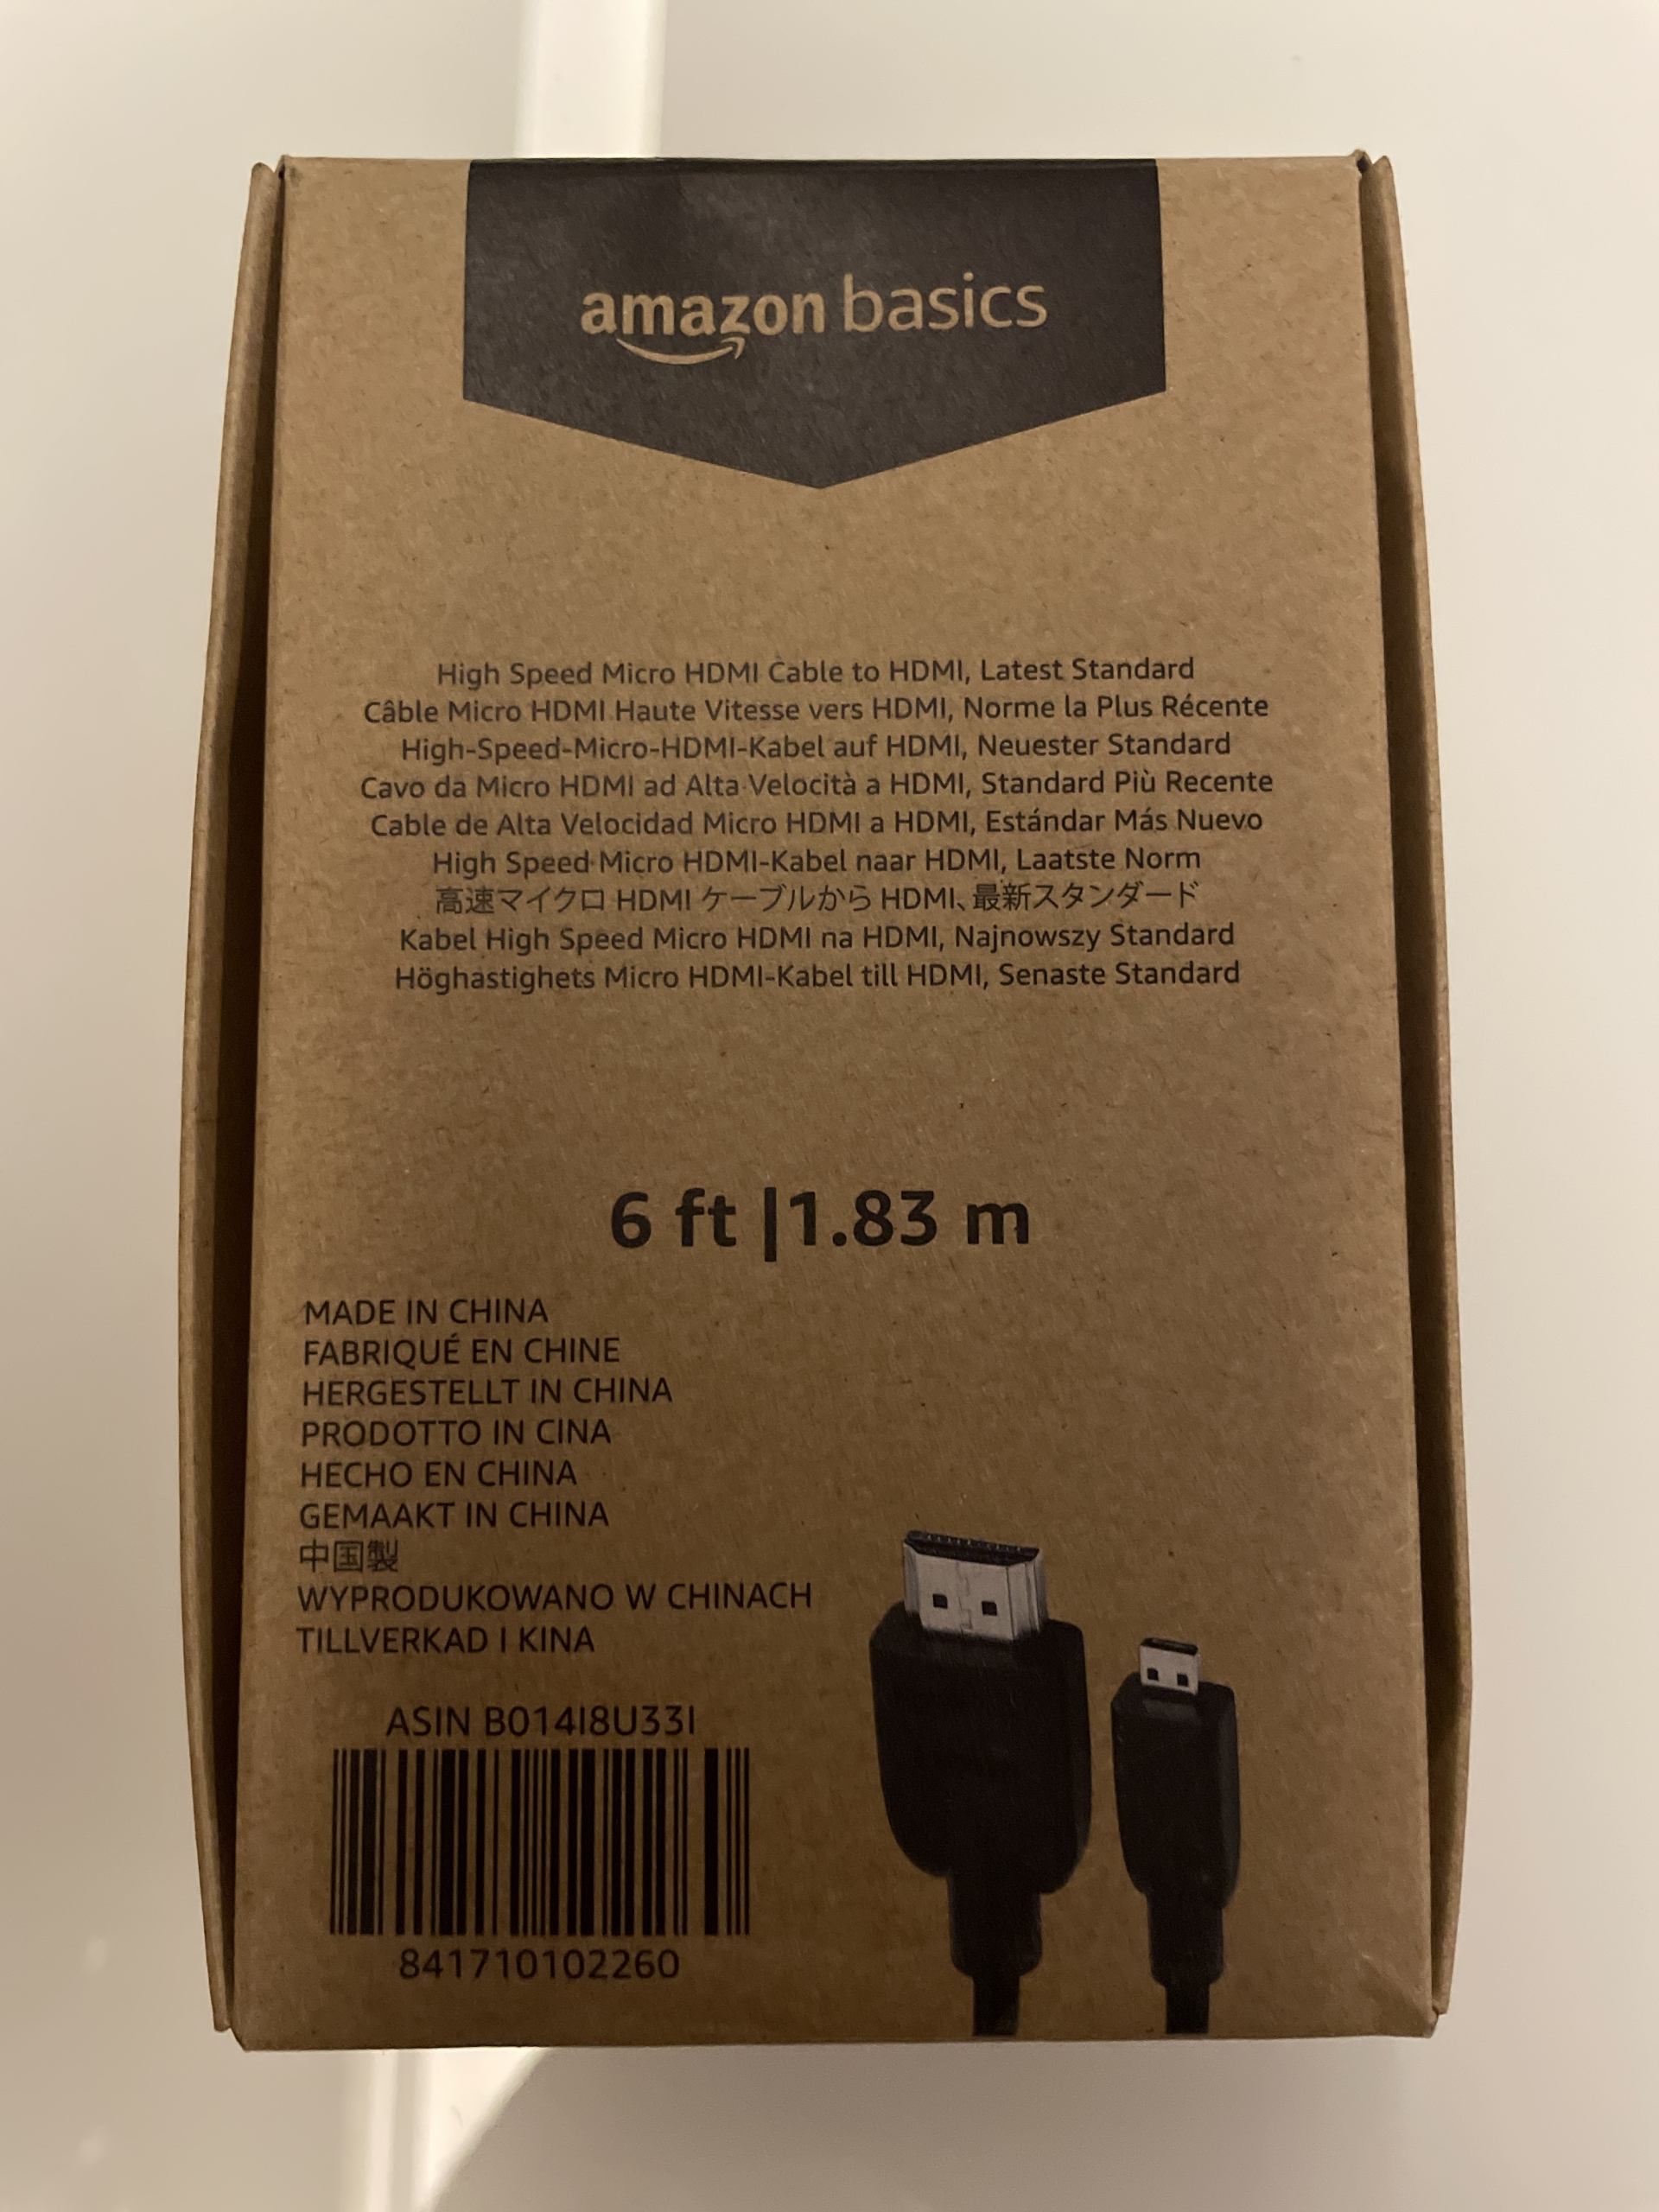 amazon basics
High Speed Micro HDMI Cable to HDMI, Latest Standard
Câble Micro HDMI Haute Vitesse vers HDMI, Norme la Plus Récente
High-Speed-Micro-HDMI-Kabel auf HDMI, Neuester Standard
Cavo da Micro HDMI ad Alta Velocità a HDMI, Standard Più Recente
Cable de Alta Velocidad Micro HDMI a HDMI, Estándar Más Nuevo
High Speed Micro HDMI-Kabel naar HDMI, Laatste Norm
高速マイクロ HDMI ケーブルから HDMI、最新スタンダード
Kabel High Speed Micro HDMI na HDMI, Najnowszy Standard
Höghastighets Micro HDMI-Kabel till HDMI, Senaste Standard
6 ft |1.83 m
MADE IN CHINA
FABRIQUÉ EN CHINE
HERGESTELLT IN CHINA
PRODOTTO IN CINA
HECHO EN CHINA
GEMAAKT IN CHINA
中国製
WYPRODUKOWANO W CHINACH
TILLVERKAD I KINA
ASIN B014I8U33I
841710102260